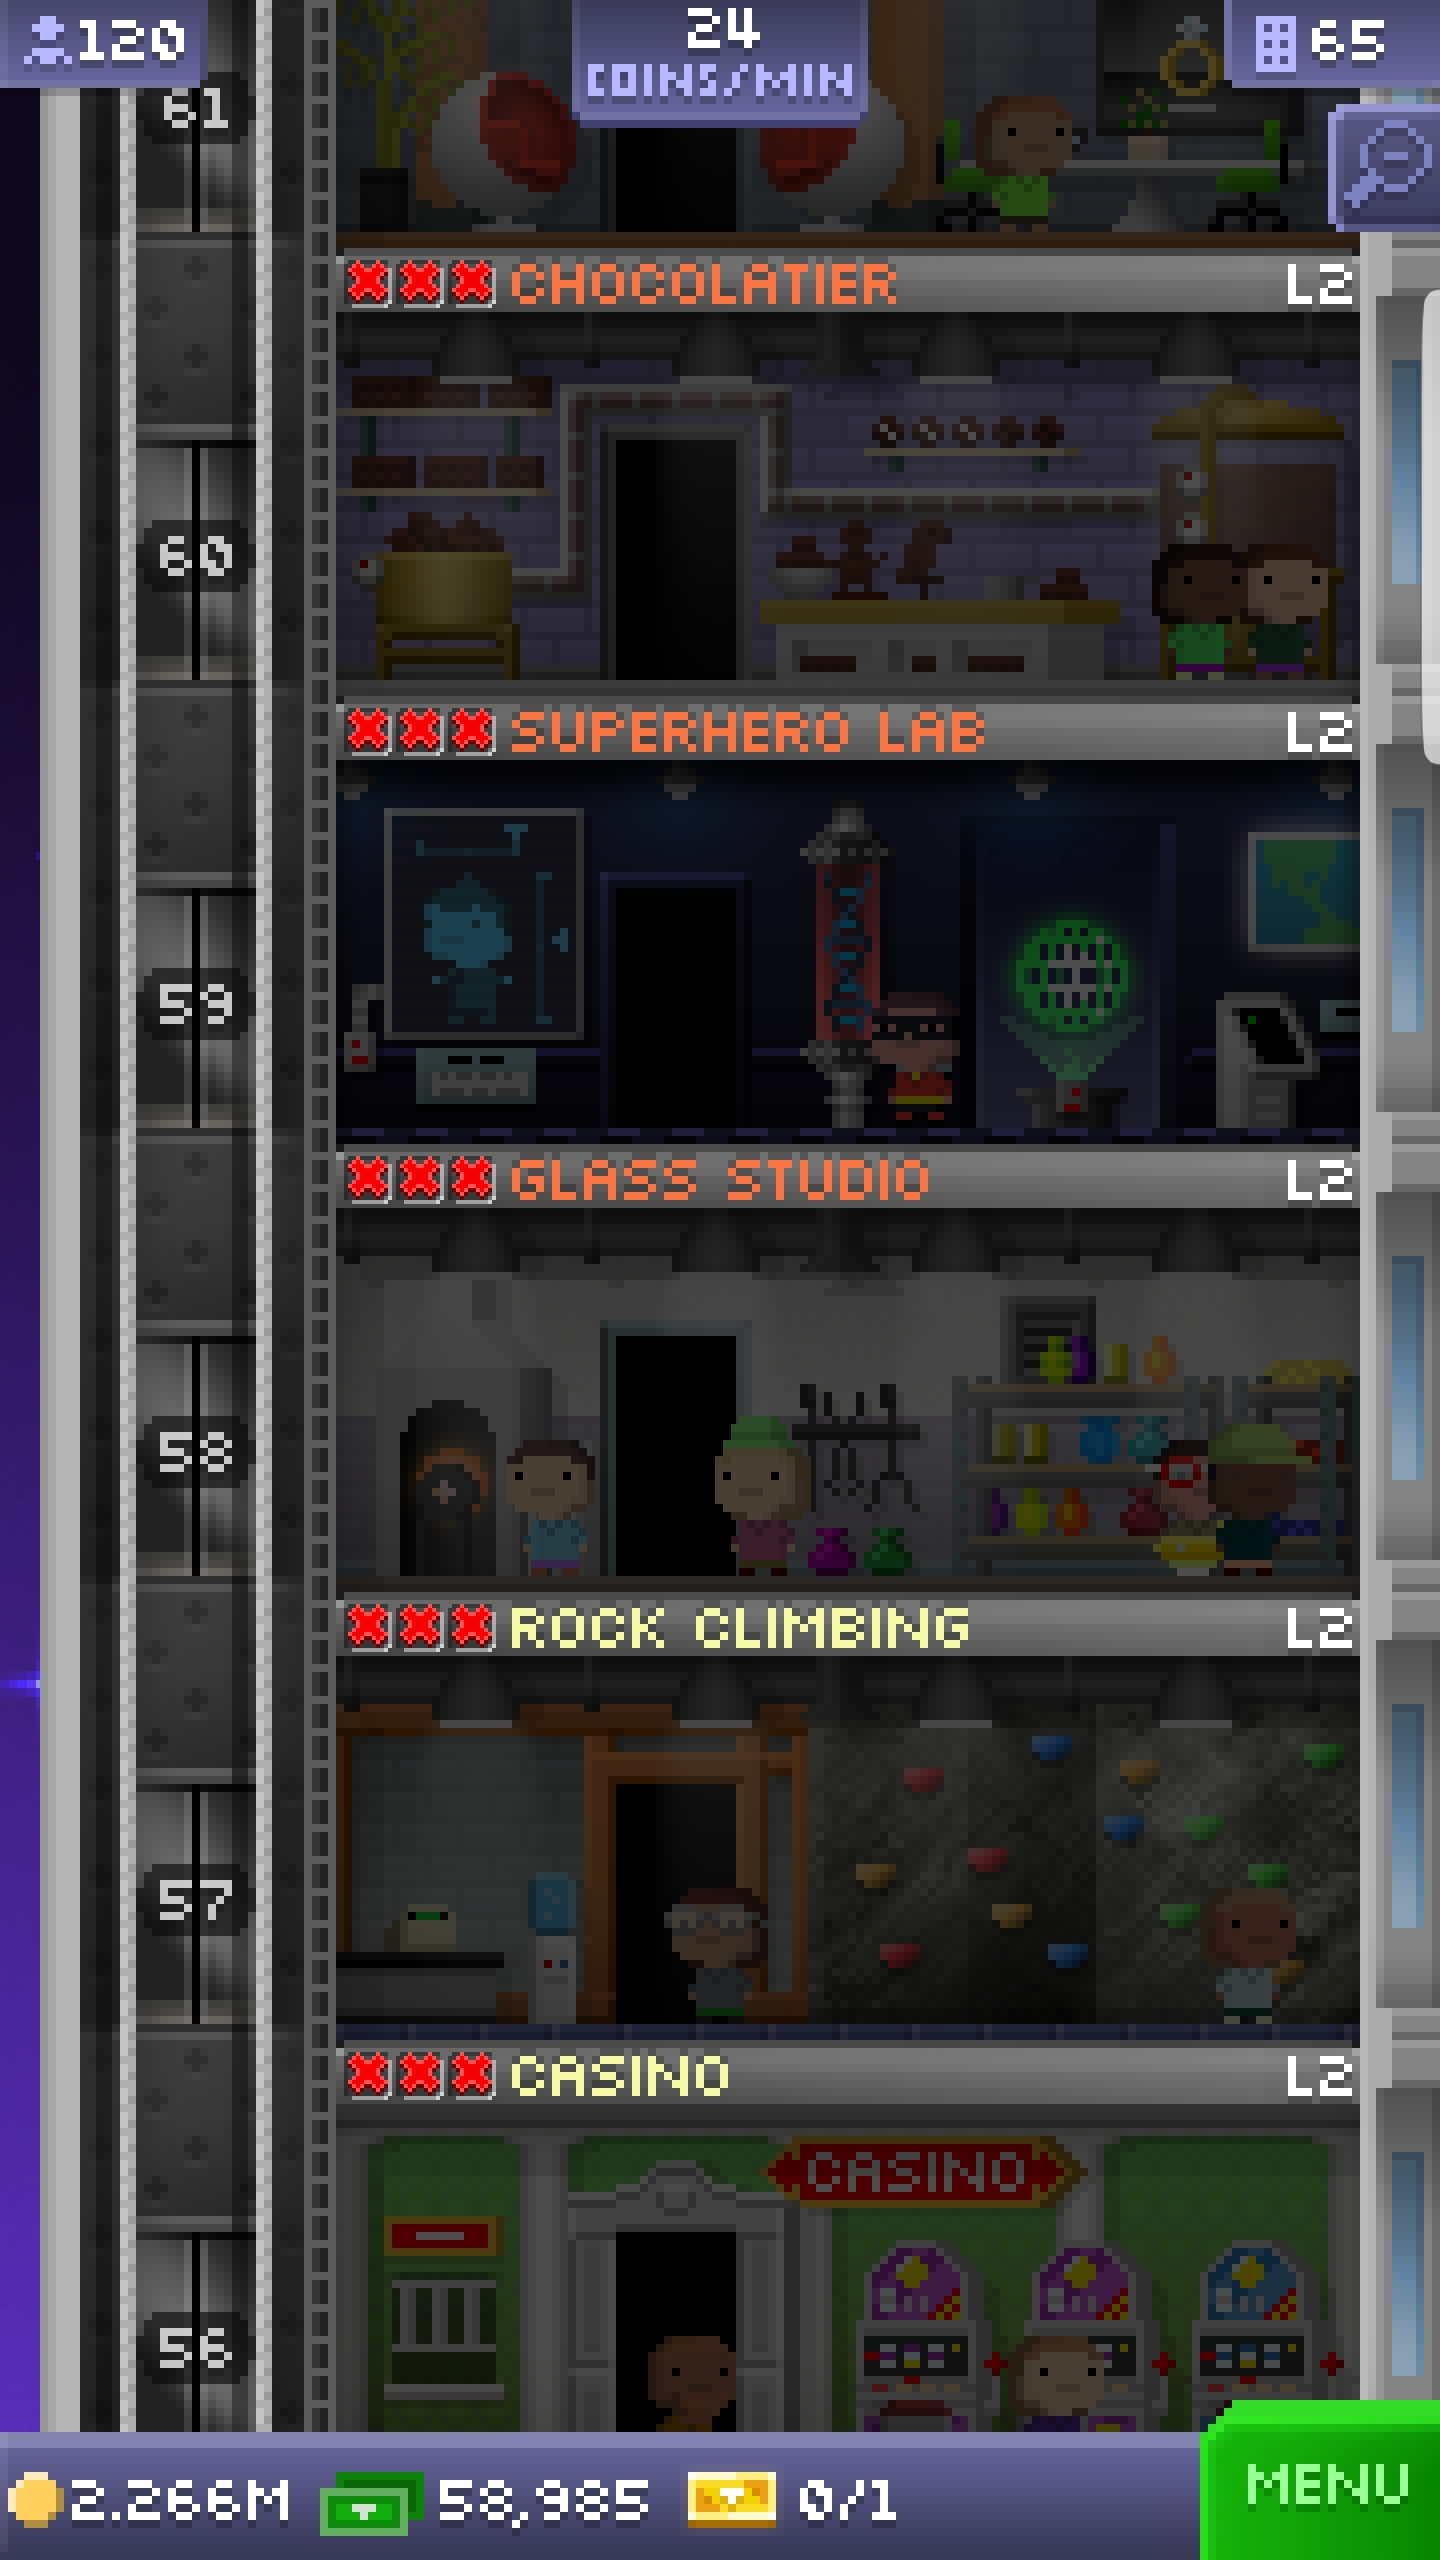 120
24
COINS/MIN
65
61
CHOCOLATIER L2
60
SUPERHERO LAB L2
59
GLASS STUDIO L2
58
ROCK CLIMBING L2
57
CASINO L2
CASINO
56
2.266M 58,985 0/1
MENU